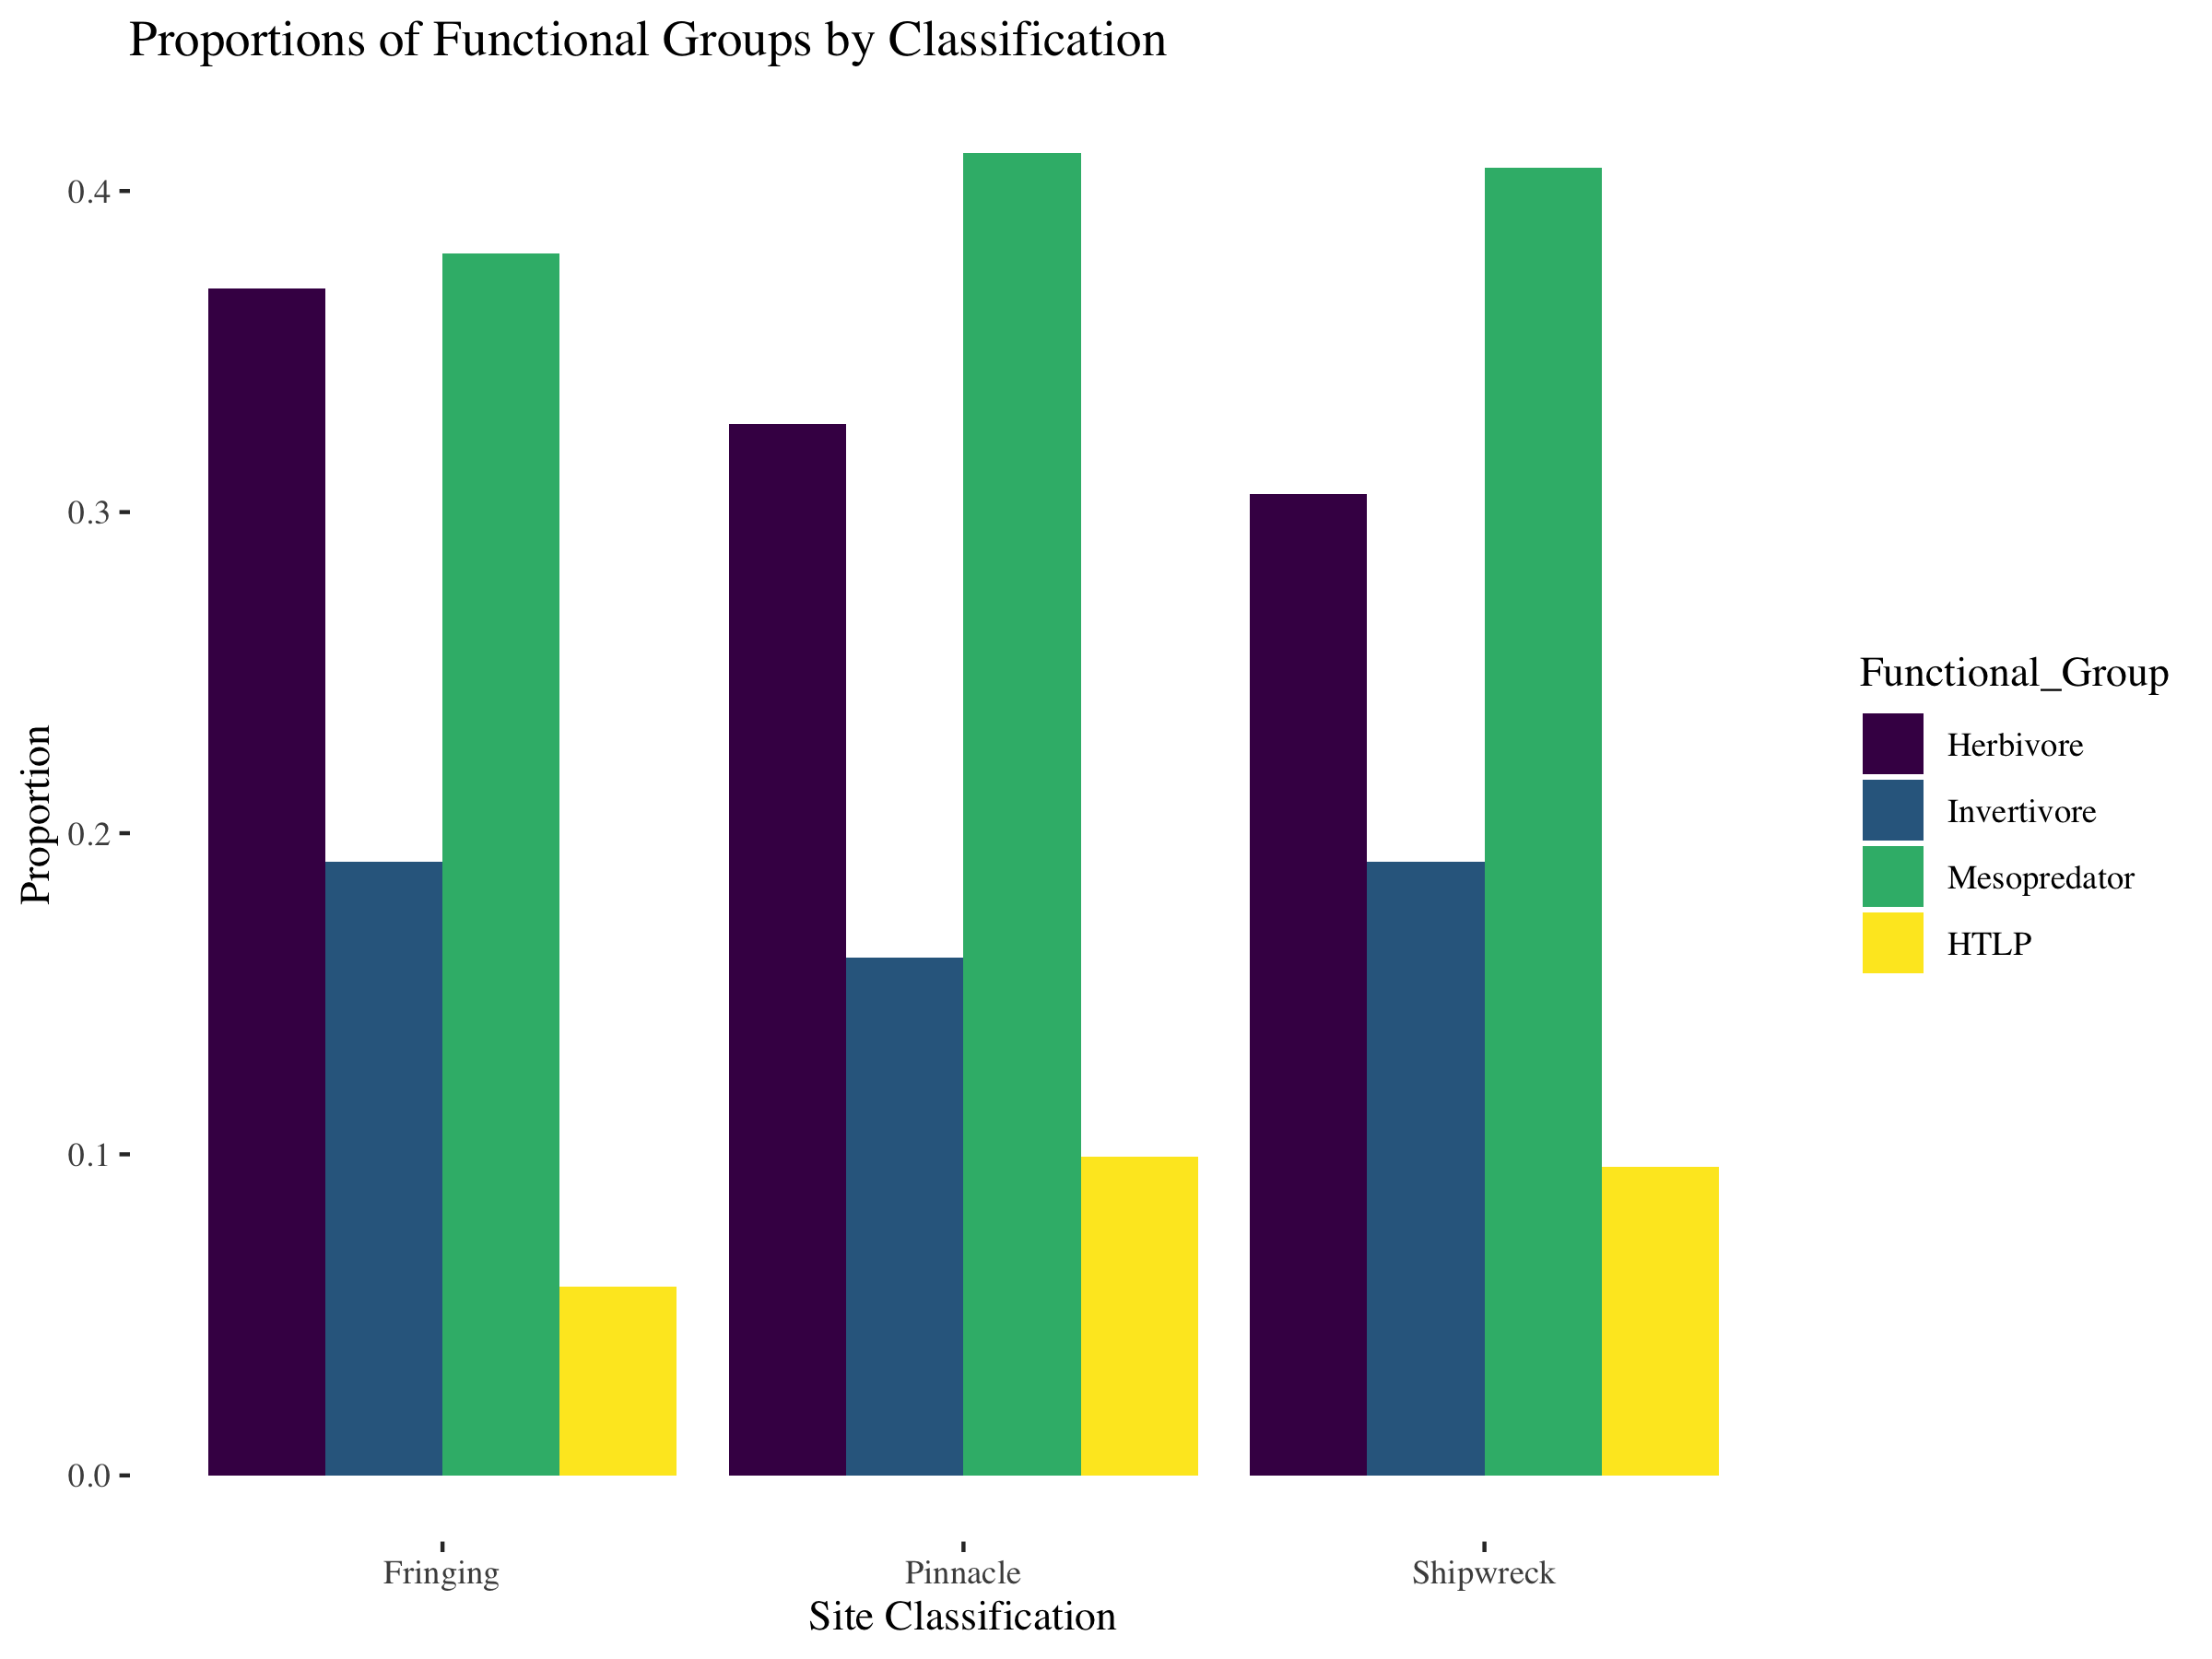 Proportions of Functional Groups by Classification
Proportion
0.4
0.3
0.2
0.1
0.0
Fringing
Pinnacle
Shipwreck
Site Classification
Functional_Group
Herbivore
Invertivore
Mesopredator
HTLP